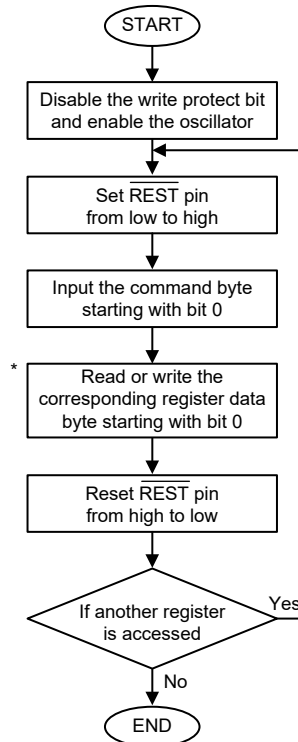 START
Disable the write protect bit
and enable the oscillator
Set REST pin
from low to high
Input the command byte
starting with bit 0
*
Read or write the
corresponding register data
byte starting with bit 0
Reset REST pin
from high to low
If another register
is accessed
Yes
No
END